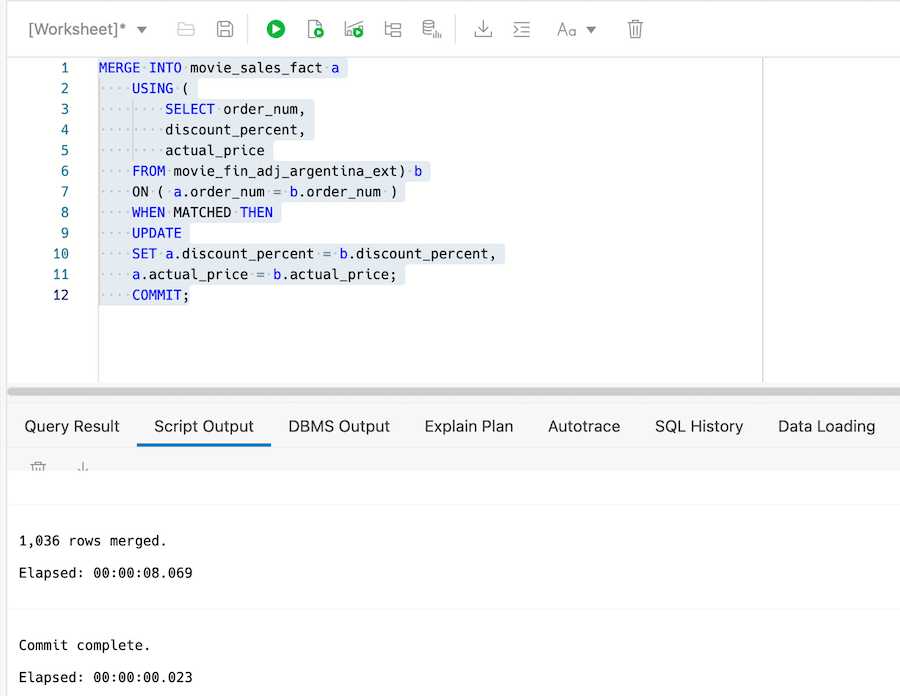 [Worksheet]* Aa
1 MERGE INTO movie_sales_fact a
2 USING (
3 SELECT order_num,
4 discount_percent,
5 actual_price
6 FROM movie_fin_adj_argentina_ext) b
7 ON ( a.order_num = b.order_num )
8 WHEN MATCHED THEN
9 UPDATE
10 SET a.discount_percent = b.discount_percent,
11 a.actual_price = b.actual_price;
12 COMMIT;
Query Result Script Output DBMS Output Explain Plan Autotrace SQL History Data Loading
1,036 rows merged.
Elapsed: 00:00:08.069
Commit complete.
Elapsed: 00:00:00.023